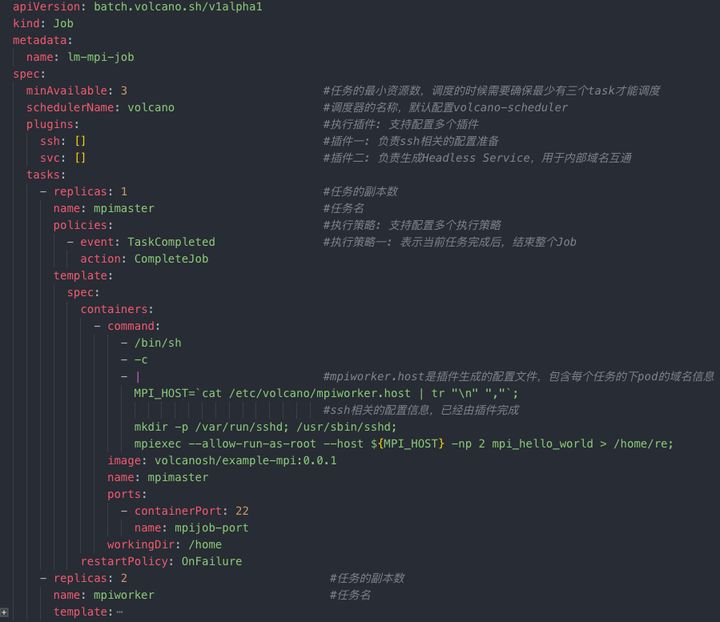 apiVersion: batch.volcano.sh/v1alpha1
kind: Job
metadata:
  name: lm-mpi-job
spec:
  minAvailable: 3 #任务的最小资源数，调度的时候需要确保最少有三个task才能调度
  schedulerName: volcano #调度器的名称，默认配置volcano-scheduler
  plugins: #执行插件: 支持配置多个插件
    ssh: [] #插件一: 负责ssh相关的配置准备
    svc: [] #插件二: 负责生成Headless Service，用于内部域名互通
  tasks:
    - replicas: 1 #任务的副本数
      name: mpimaster #任务名
      policies: #执行策略: 支持配置多个执行策略
        - event: TaskCompleted #执行策略一: 表示当前任务完成后，结束整个Job
          action: CompleteJob
      template:
        spec:
          containers:
            - command:
                - /bin/sh
                - -c
                - | #mpiworker.host是插件生成的配置文件，包含每个任务的下pod的域名信息
                  MPI_HOST=`cat /etc/volcano/mpiworker.host | tr "\n" ","`;
                  #ssh相关的配置信息，已经由插件完成
                  mkdir -p /var/run/sshd; /usr/sbin/sshd;
                  mpiexec --allow-run-as-root --host ${MPI_HOST} -np 2 mpi_hello_world > /home/re;
              image: volcanosh/example-mpi:0.0.1
              name: mpimaster
              ports:
                - containerPort: 22
                  name: mpijob-port
              workingDir: /home
          restartPolicy: OnFailure
    - replicas: 2 #任务的副本数
      name: mpiworker #任务名
      template:⋯